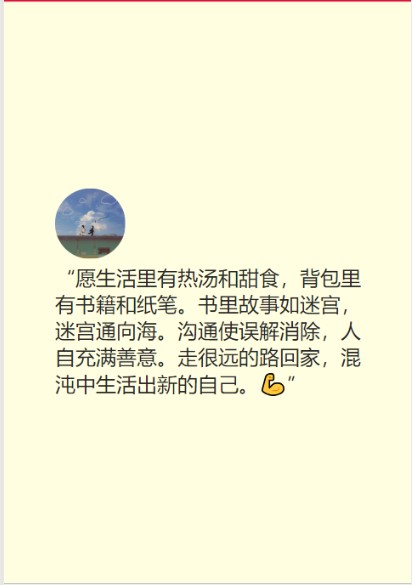 “愿生活里有热汤和甜食，背包里
有书籍和纸笔。书里故事如迷宫，
迷宫通向海。沟通使误解消除，人
自充满善意。走很远的路回家，混
沌中生活出新的自己。💪”